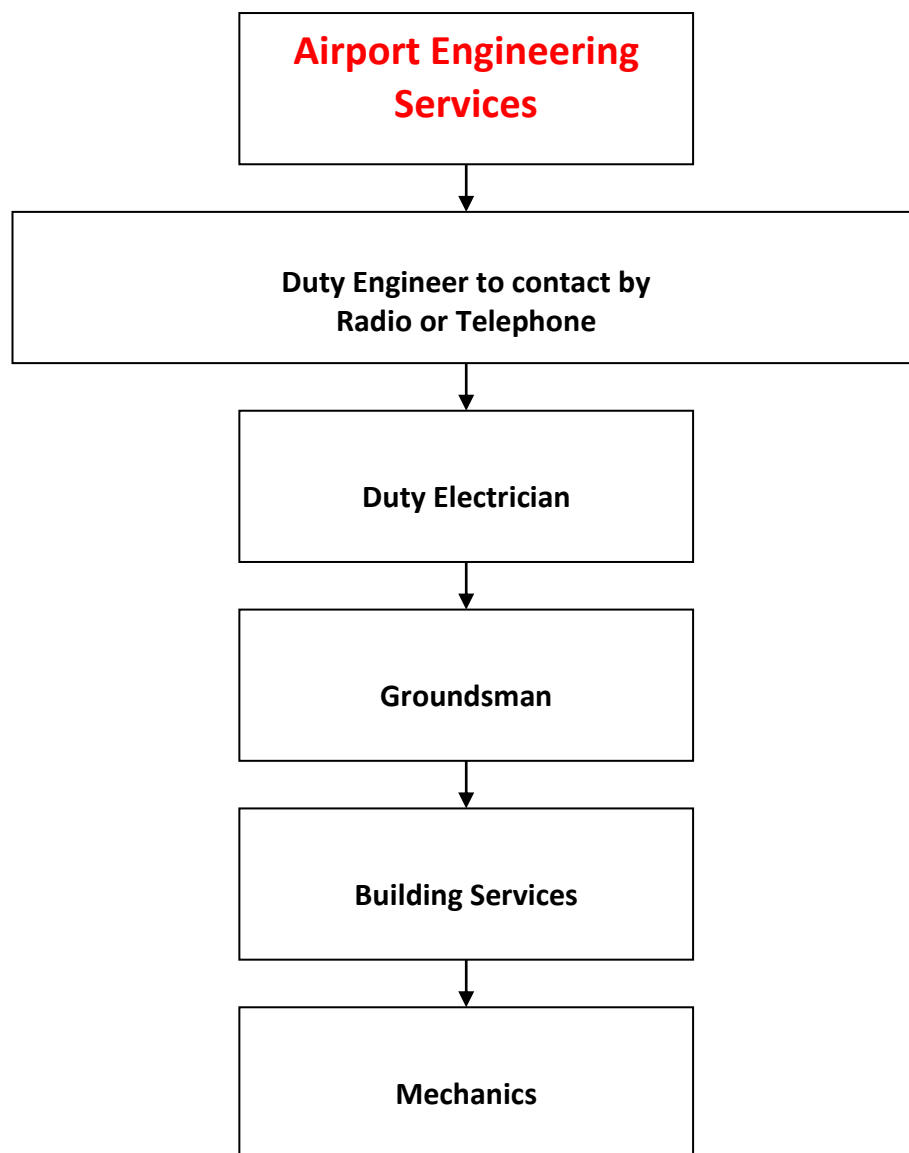 Airport Engineering
Services
Duty Engineer to contact by
Radio or Telephone
Duty Electrician
Groundsman
Building Services
Mechanics